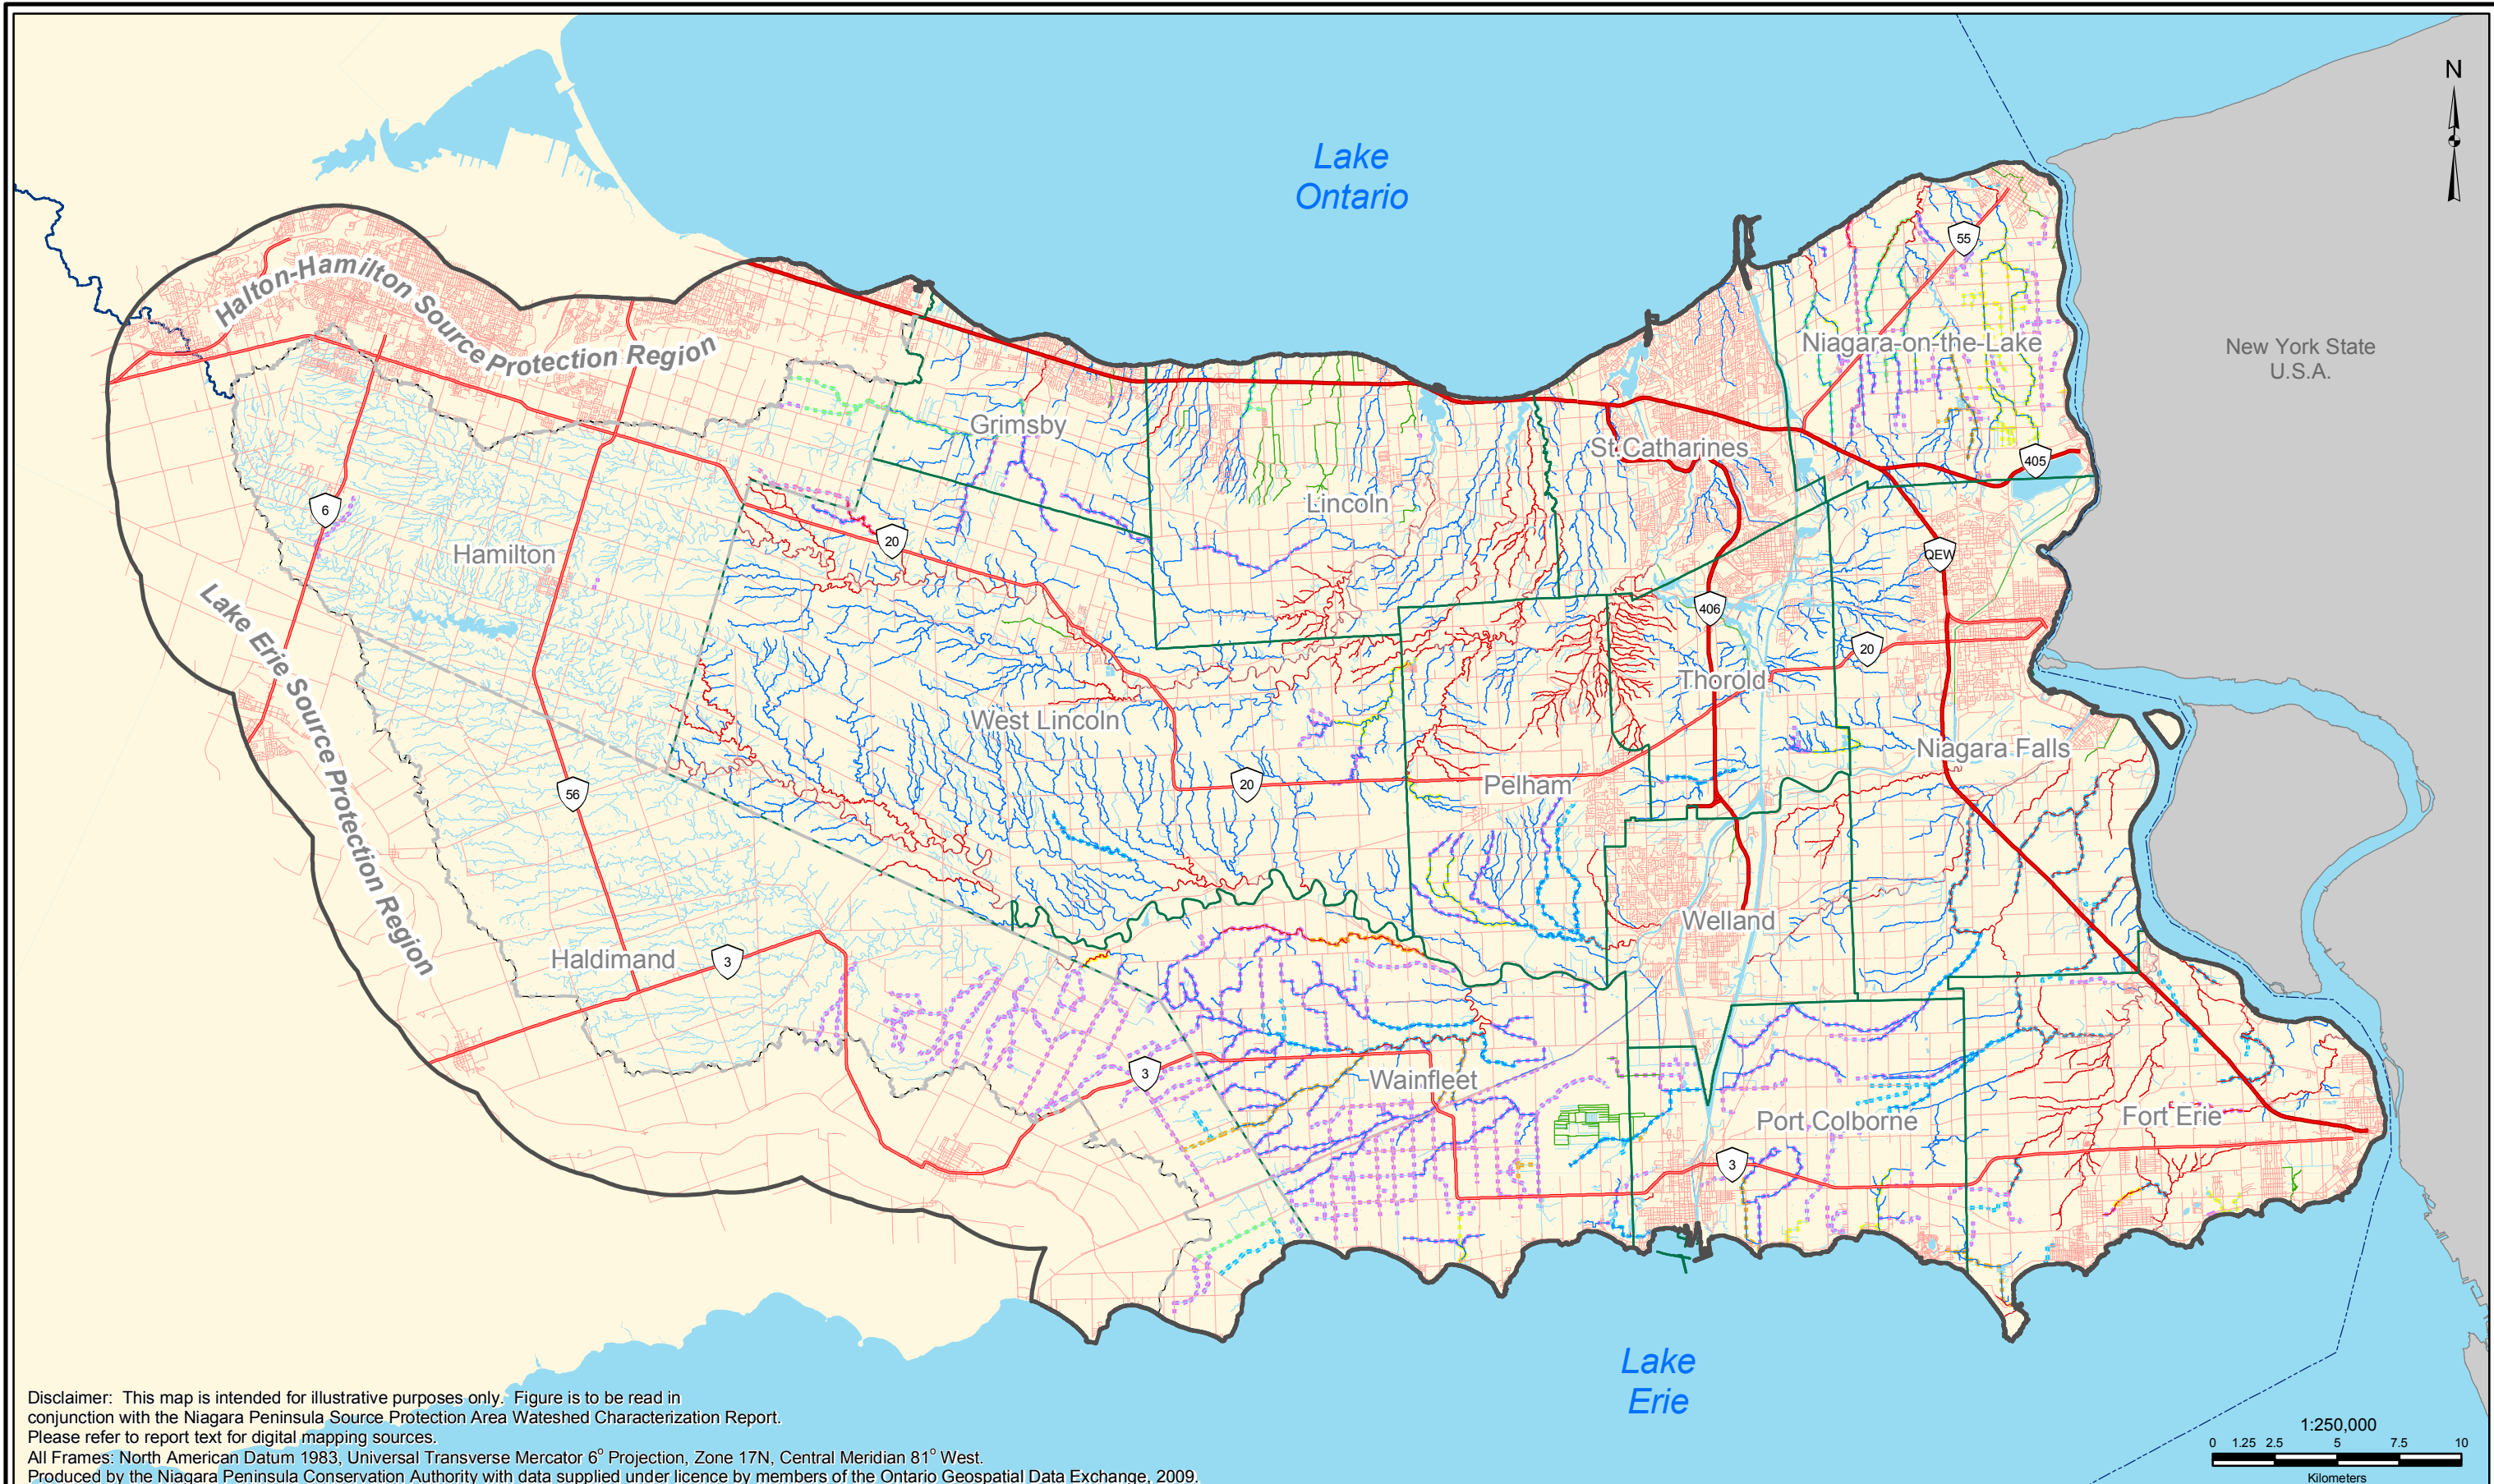 N
Lake
Ontario
55
Halton-Hamilton Source Protection Region
Niagara-on-the-Lake
New York State
U.S.A.
Grimsby
St.Catharines
405
6
Lincoln
20
Hamilton
QEW
Lake Erie Source Protection Region
406
20
Thorold
West Lincoln
Niagara Falls
56
20
Pelham
Welland
Haldimand
3
3
Wainfleet
Port Colborne
Fort Erie
3
Lake
Erie
Disclaimer: This map is intended for illustrative purposes only. Figure is to be read in
conjunction with the Niagara Peninsula Source Protection Area Wateshed Characterization Report.
Please refer to report text for digital mapping sources.
All Frames: North American Datum 1983, Universal Transverse Mercator 6° Projection, Zone 17N, Central Meridian 81° West.
Produced by the Niagara Peninsula Conservation Authority with data supplied under licence by members of the Ontario Geospatial Data Exchange, 2009.
1:250,000
0 1.25 2.5 5 7.5 10
Kilometers